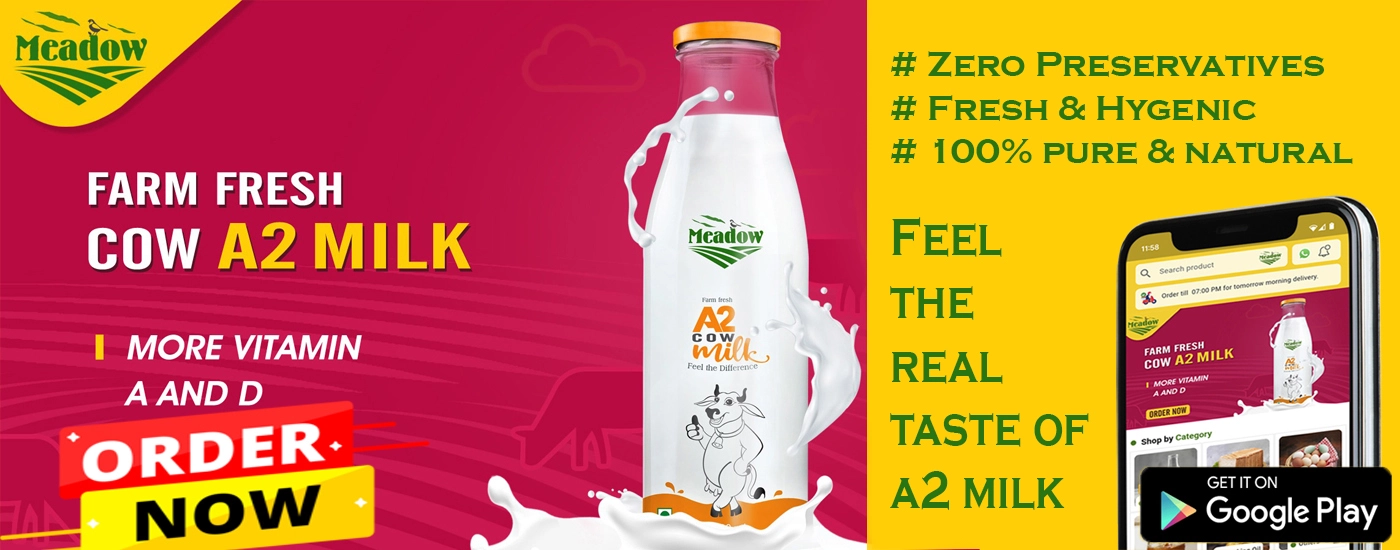 Meadow
FARM FRESH
COW A2 MILK
MORE VITAMIN
A AND D
ORDER
NOW
Meadow
Farm fresh
A2
COW
milk
Feel the Difference
# ZERO PRESERVATIVES
# FRESH & HYGENIC
# 100% PURE & NATURAL
FEEL
THE
REAL
TASTE OF
A2 MILK
11:58
Search product
Meadow
Order till 07:00 PM for tomorrow morning delivery.
Meadow
FARM FRESH
COW A2 MILK
MORE VITAMIN
A AND D
ORDER NOW
Meadow
A2
Shop by Category
GET IT ON
Google Play